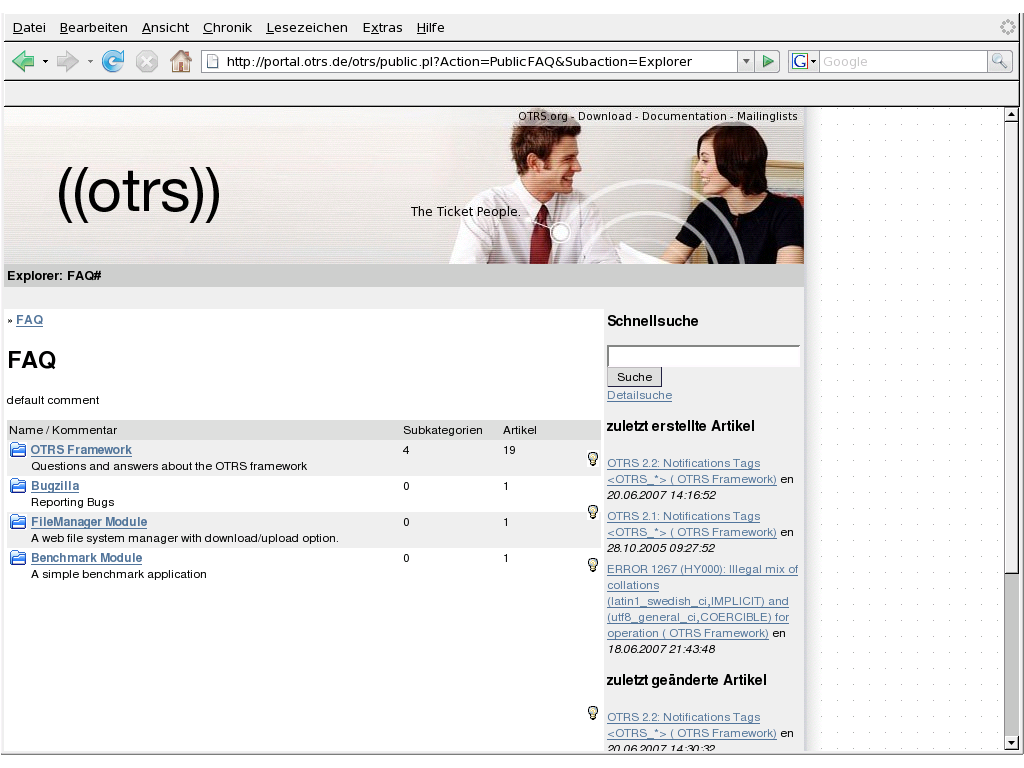 Datei Bearbeiten Ansicht Chronik Lesezeichen Extras Hilfe
http://portal.otrs.de/otrs/public.pl?Action=PublicFAQ&Subaction=Explorer
G Google
OTRS.org - Download - Documentation - Mailinglists
((otrs))
The Ticket People.
Explorer: FAQ#
» FAQ
FAQ
default comment
Name / Kommentar Subkategorien Artikel
OTRS Framework 4 19
Questions and answers about the OTRS framework
Bugzilla 0 1
Reporting Bugs
FileManager Module 0 1
A web file system manager with download/upload option.
Benchmark Module 0 1
A simple benchmark application
Schnellsuche
Suche
Detailsuche
zuletzt erstellte Artikel
OTRS 2.2: Notifications Tags
<OTRS_*> ( OTRS Framework) en
20.06.2007 14:16:52
OTRS 2.1: Notifications Tags
<OTRS_*> ( OTRS Framework) en
28.10.2005 09:27:52
ERROR 1267 (HY000): Illegal mix of
collations
(latin1_swedish_ci,IMPLICIT) and
(utf8_general_ci,COERCIBLE) for
operation ( OTRS Framework) en
18.06.2007 21:43:48
zuletzt geänderte Artikel
OTRS 2.2: Notifications Tags
<OTRS_*> ( OTRS Framework) en
20.06.2007 14:30:32